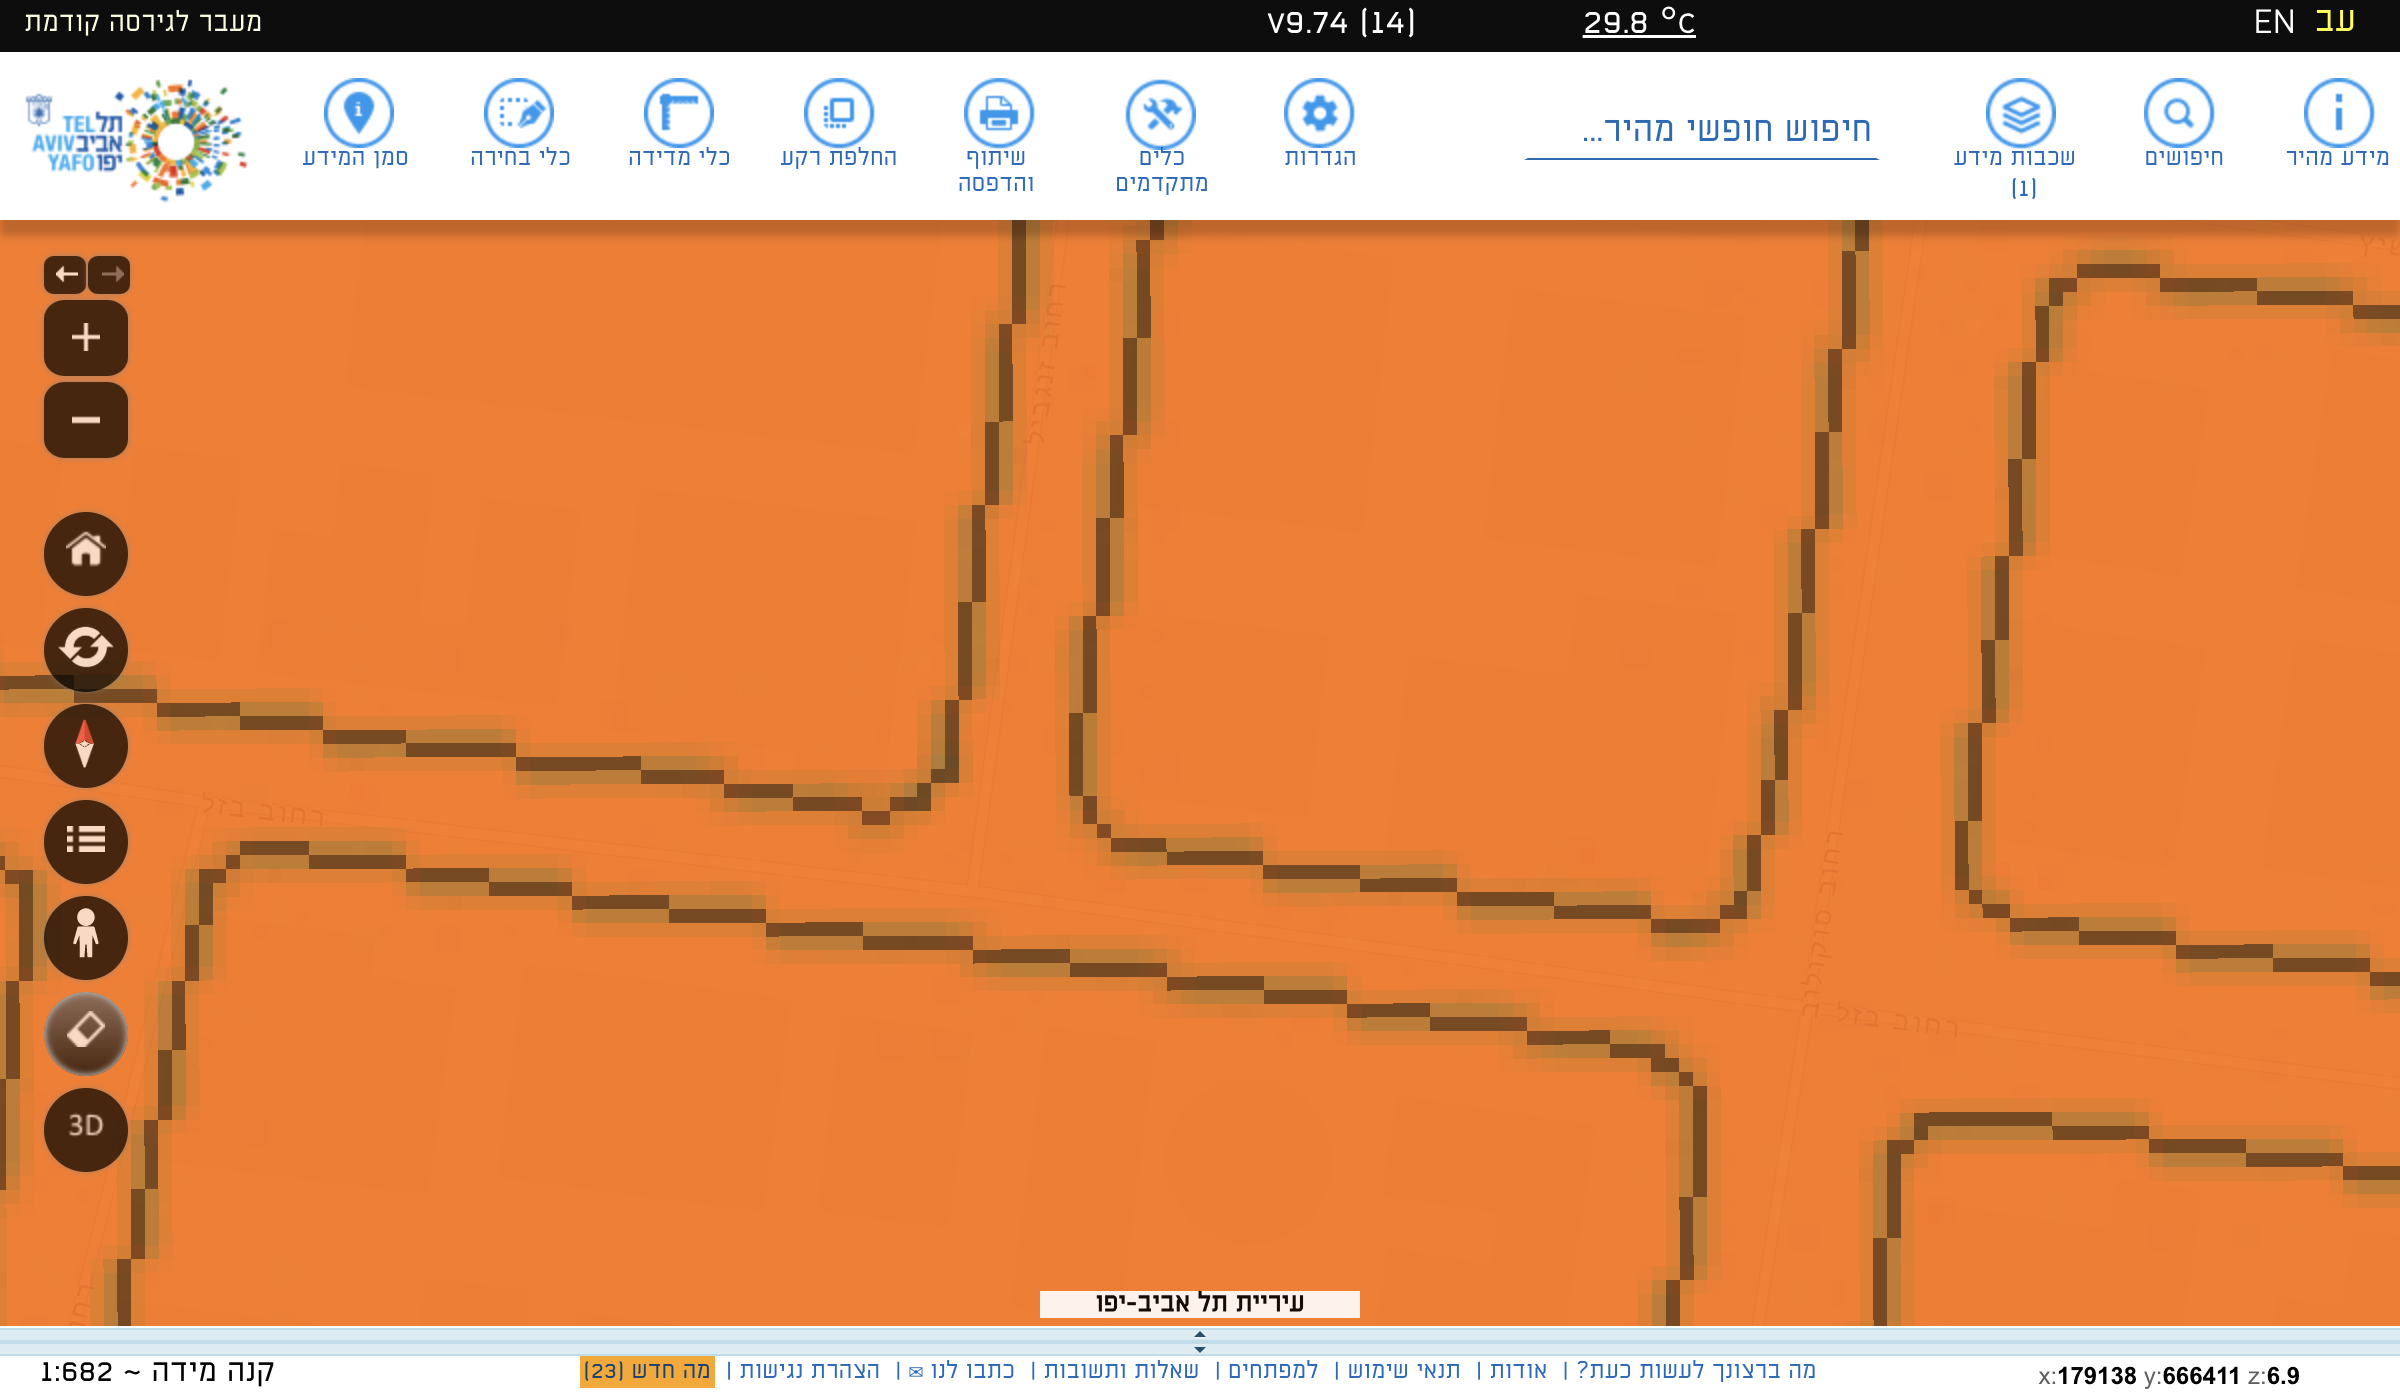 עב EN 29.8 °C V9.74 (14) מעבר לגירסה קודמת
מידע מהיר
חיפושים
שכבות מידע
(1)
חיפוש חופשי מהיר...
הגדרות
כלים
מתקדמים
שיתוף
והדפסה
החלפת רקע
כלי מדידה
כלי בחירה
סמן המידע
תל
אביב
יפו
TEL
AVIV
YAFO
רחוב זנגביל
רחוב בזל
רחוב סוקולוב
רחוב בזל
3D
עיריית תל אביב-יפו
x:179138 y:666411 z:6.9
מה ברצונך לעשות כעת? | אודות | תנאי שימוש | למפתחים | שאלות ותשובות | כתבו לנו ✉ | הצהרת נגישות | מה חדש (23)
קנה מידה ~ 1:682